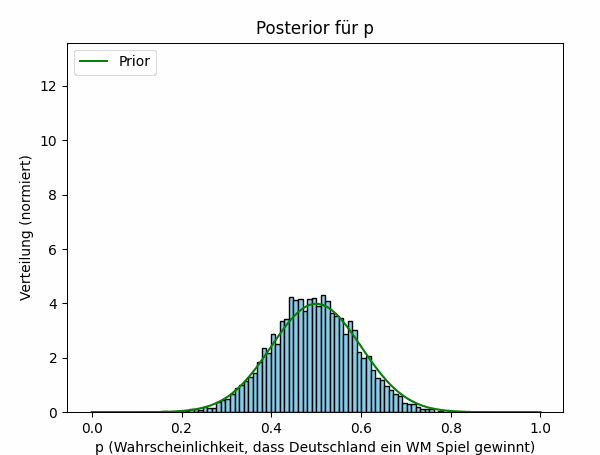 Posterior für p
Prior
12
10
8
6
4
2
0
Verteilung (normiert)
0.0 0.2 0.4 0.6 0.8 1.0
p (Wahrscheinlichkeit, dass Deutschland ein WM Spiel gewinnt)